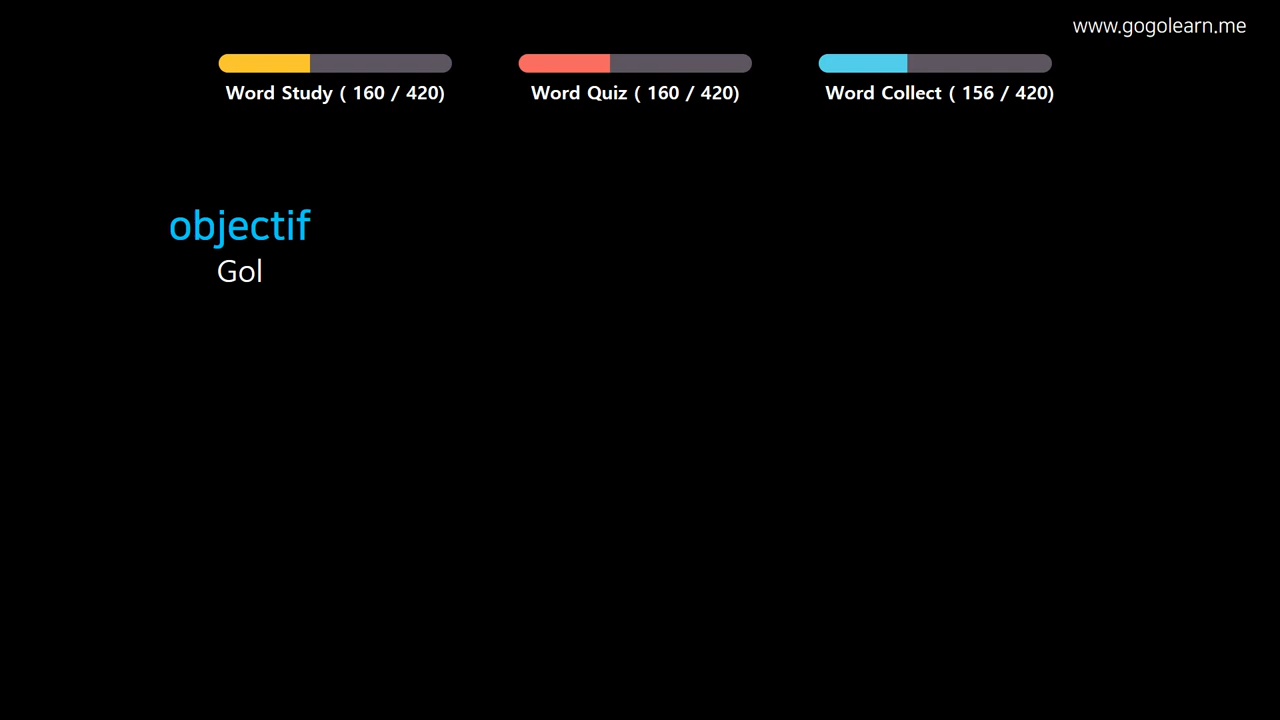 www.gogolearn.me
Word Study ( 160 / 420)
Word Quiz ( 160 / 420)
Word Collect ( 156 / 420)
objectif
Gol